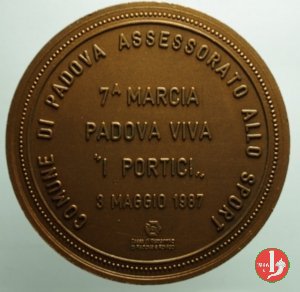 COMUNE DI PADOVA ASSESSORATO ALLO SPORT
7ᴬ MARCIA
PADOVA VIVA
"I PORTICI„
3 MAGGIO 1987